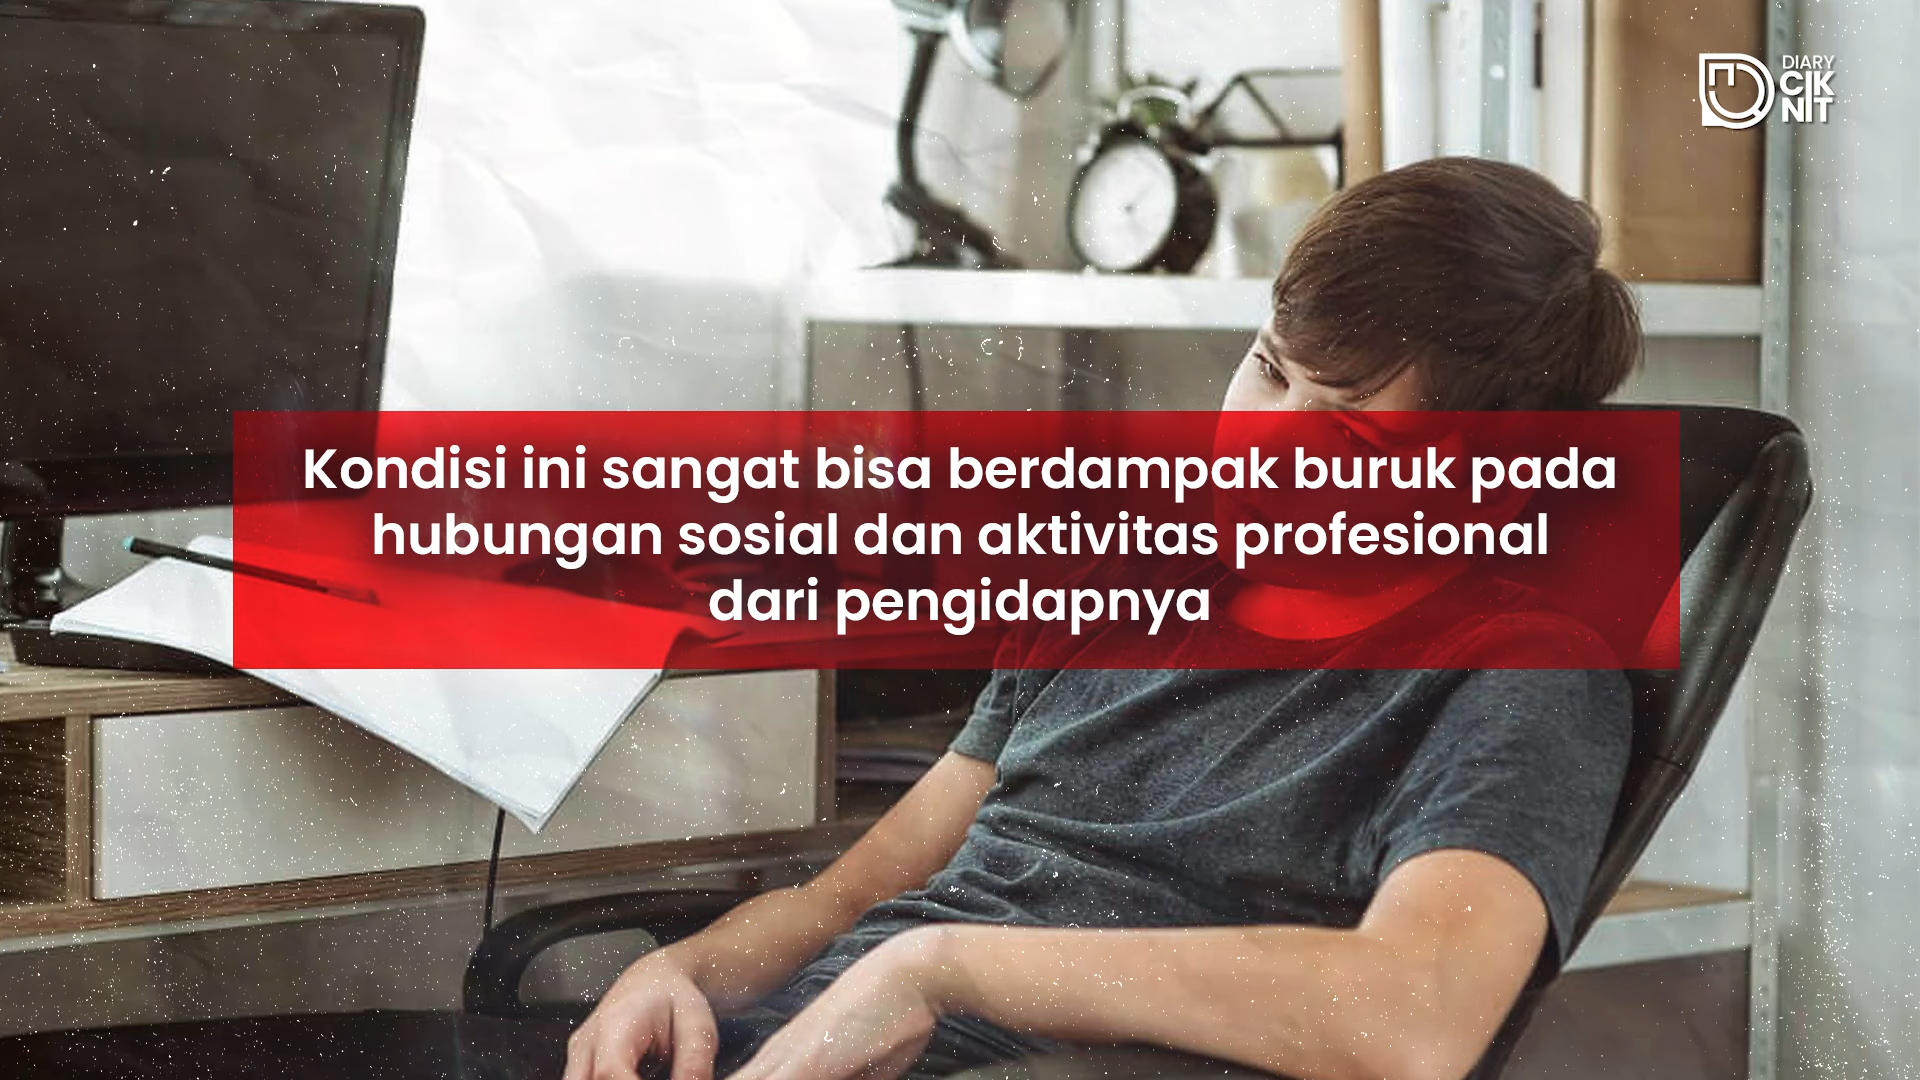 DIARY
CIK
NIT
Kondisi ini sangat bisa berdampak buruk pada
hubungan sosial dan aktivitas profesional
dari pengidapnya